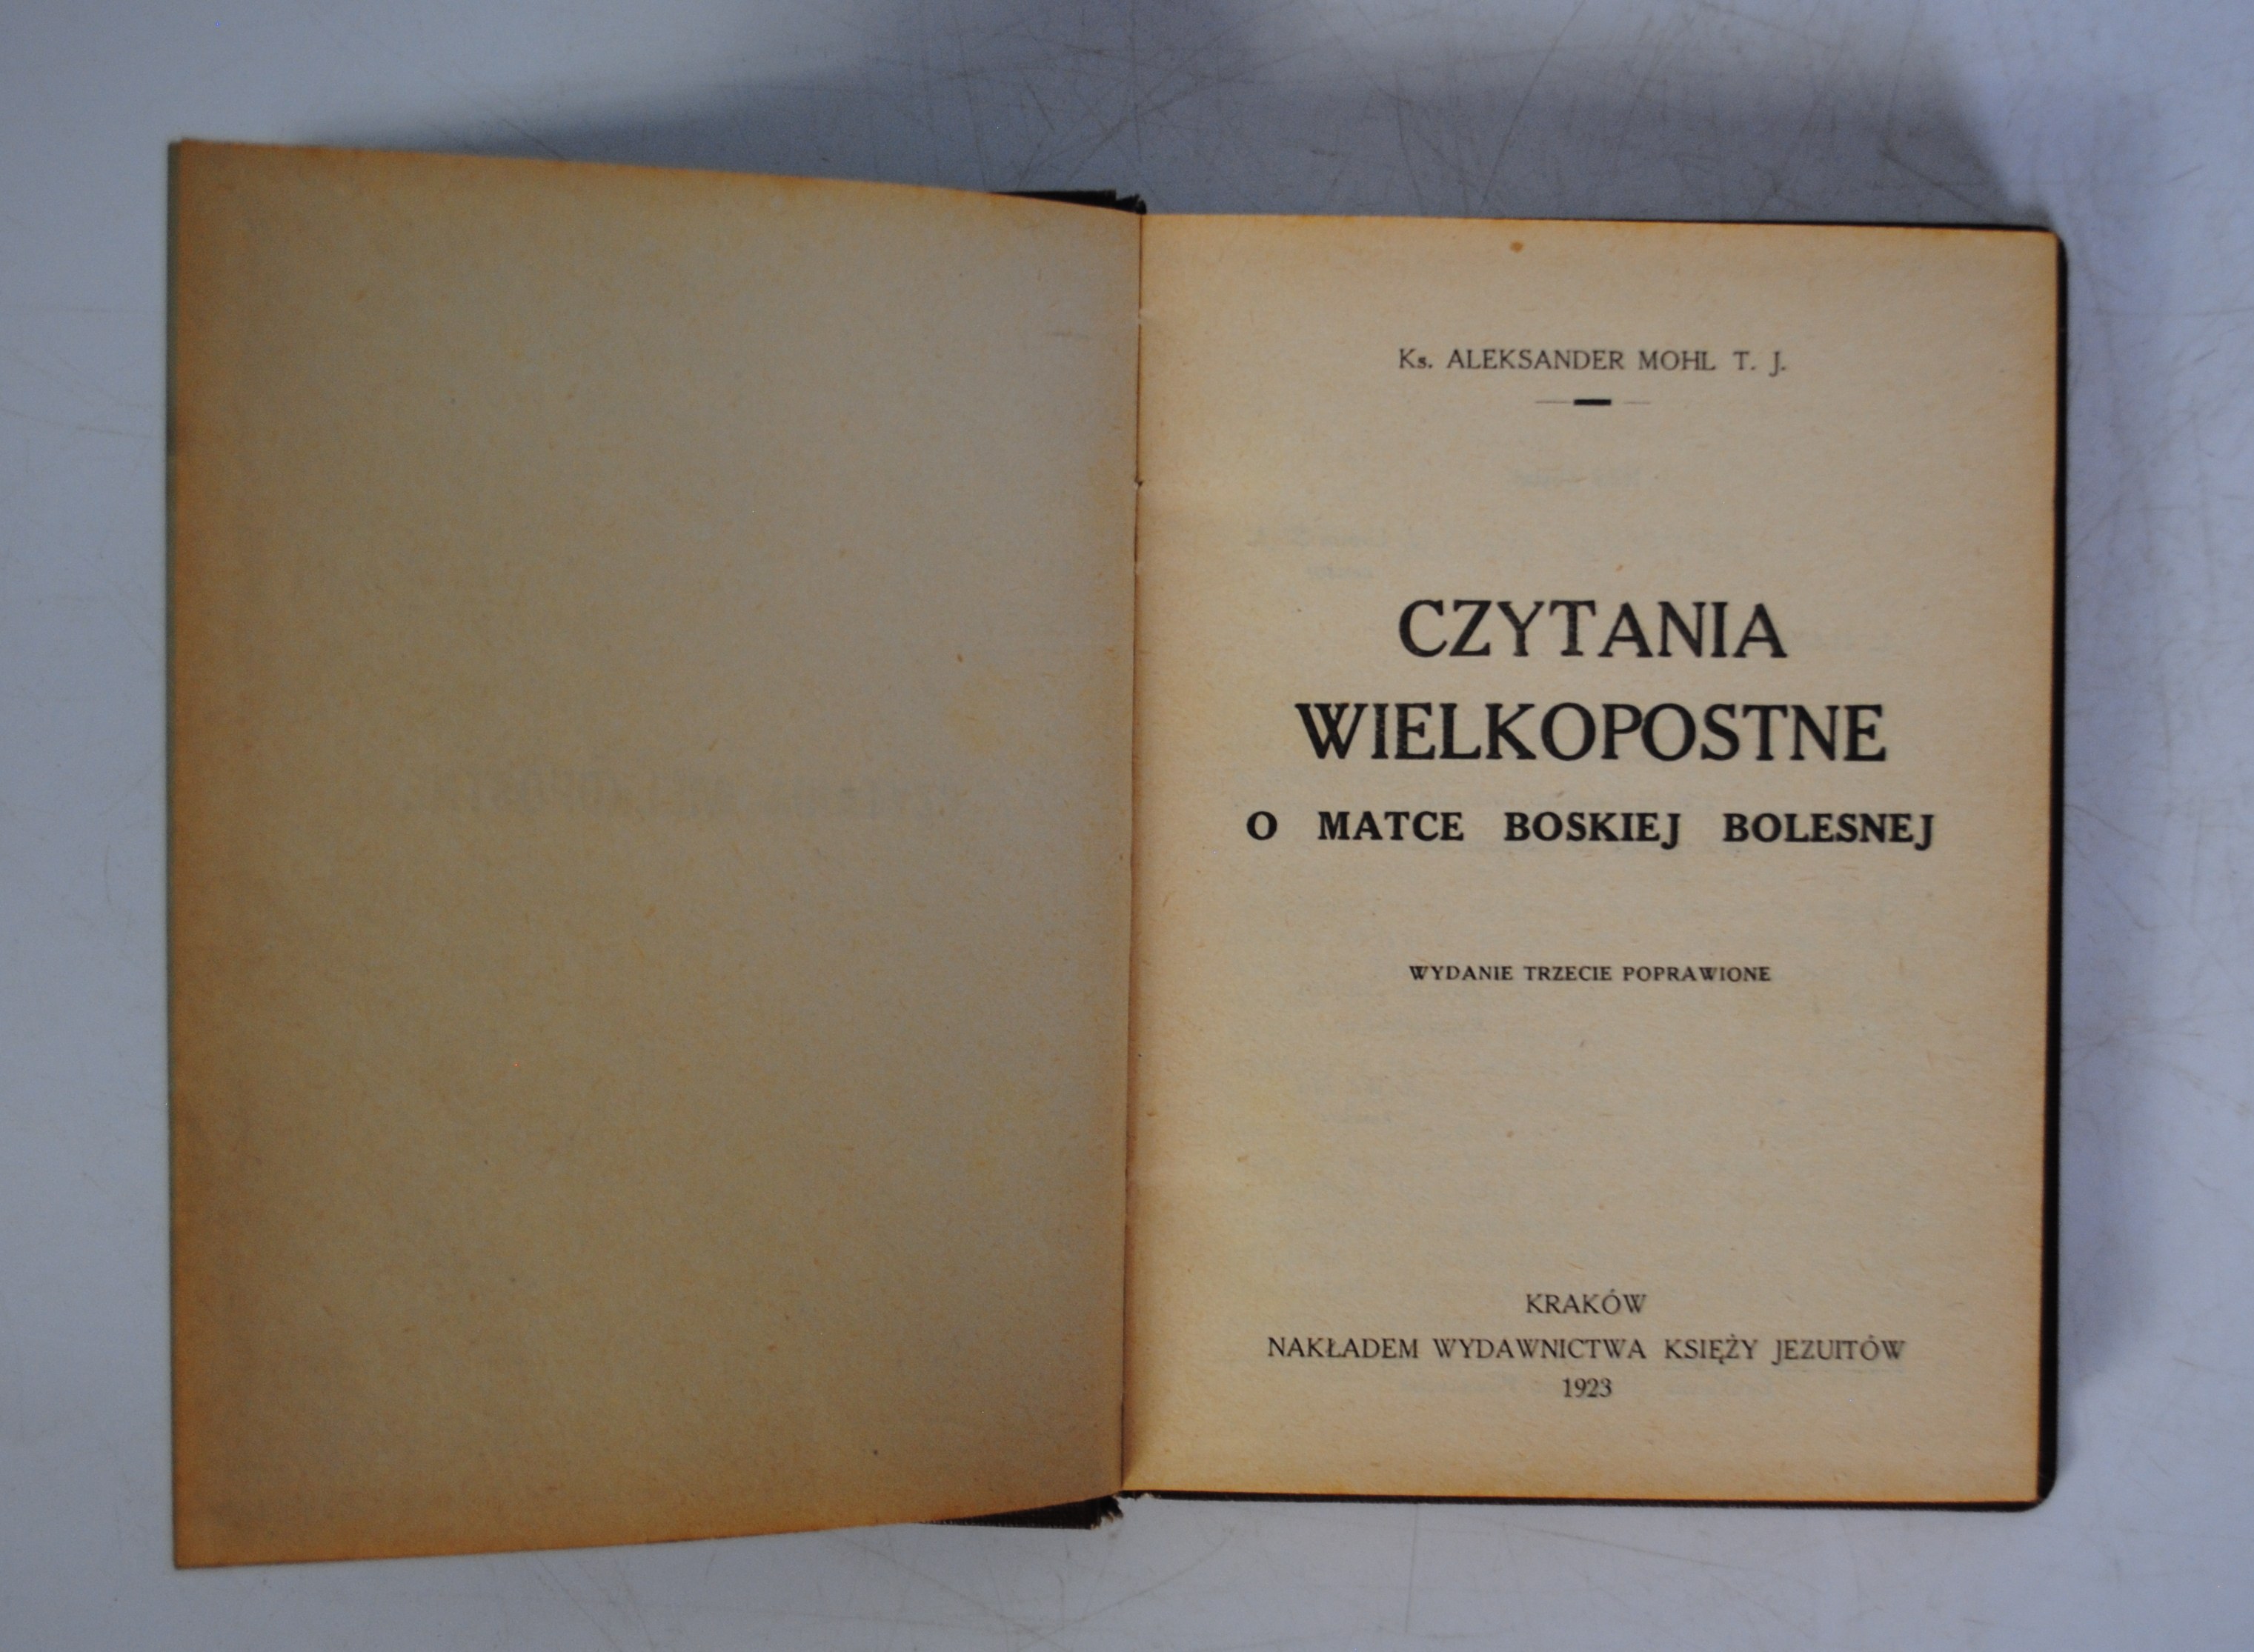 Ks. ALEKSANDER MOHL T. J.
CZYTANIA
WIELKOPOSTNE
O MATCE BOSKIEJ BOLESNEJ
WYDANIE TRZECIE POPRAWIONE
KRAKÓW
NAKŁADEM WYDAWNICTWA KSIĘŻY JEZUITÓW
1923